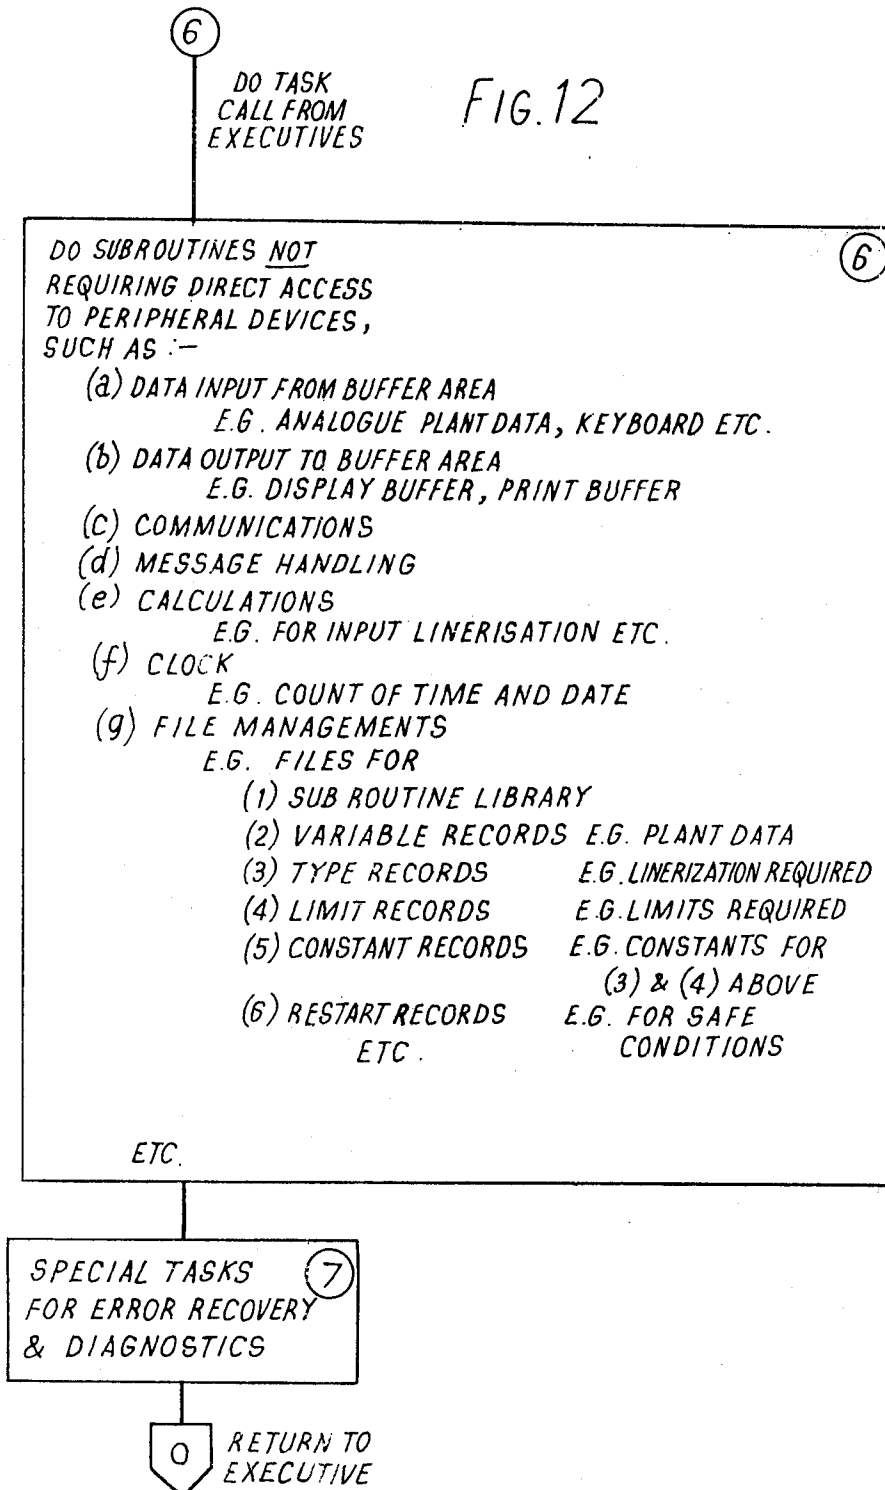 6
DO TASK
CALL FROM
EXECUTIVES
FIG.12
6
DO SUBROUTINES NOT
REQUIRING DIRECT ACCESS
TO PERIPHERAL DEVICES,
SUCH AS :-
(a) DATA INPUT FROM BUFFER AREA
E.G. ANALOGUE PLANT DATA, KEYBOARD ETC.
(b) DATA OUTPUT TO BUFFER AREA
E.G. DISPLAY BUFFER, PRINT BUFFER
(c) COMMUNICATIONS
(d) MESSAGE HANDLING
(e) CALCULATIONS
E.G. FOR INPUT LINERISATION ETC.
(f) CLOCK
E.G. COUNT OF TIME AND DATE
(g) FILE MANAGEMENTS
E.G. FILES FOR
(1) SUB ROUTINE LIBRARY
(2) VARIABLE RECORDS E.G. PLANT DATA
(3) TYPE RECORDS E.G. LINERIZATION REQUIRED
(4) LIMIT RECORDS E.G. LIMITS REQUIRED
(5) CONSTANT RECORDS E.G. CONSTANTS FOR
(3) & (4) ABOVE
(6) RESTART RECORDS E.G. FOR SAFE
ETC. CONDITIONS
ETC.
SPECIAL TASKS 7
FOR ERROR RECOVERY
& DIAGNOSTICS
0
RETURN TO
EXECUTIVE